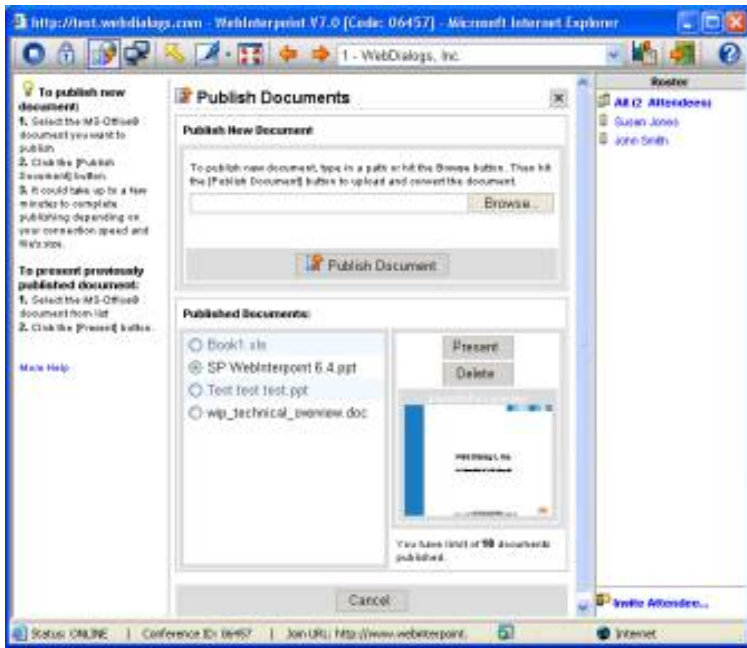 http://test.webdialogs.com - WebInterpoint V7.0 [Code: 06457] - Microsoft Internet Explorer
1 - WebDialogs, Inc.
To publish new
document:
1. Select the MS-Office®
document you want to
publish
2. Click the [Publish
Document] button.
3. It could take up to a few
minutes to complete
publishing depending on
your connection speed and
file's size.
To present previously
published document:
1. Select the MS-Office®
document from list
2. Click the [Present] button.
More Help
Publish Documents
Publish New Document
To publish new document, type in a path or hit the Browse button. Then hit
the [Publish Document] button to upload and convert the document.
Browse...
Publish Document
Published Documents:
Book1.xls
SP WebInterpoint 6.4.ppt
Test test test.ppt
wip_technical_overview.doc
Present
Delete
WebDialogs, Inc.
You have limit of 10 documents
published.
Cancel
Roster
All (2 Attendees)
Susan Jones
John Smith
Invite Attendee...
Status: ONLINE | Conference ID: 06457 | Join URL: http://www.webinterpoint.
Internet